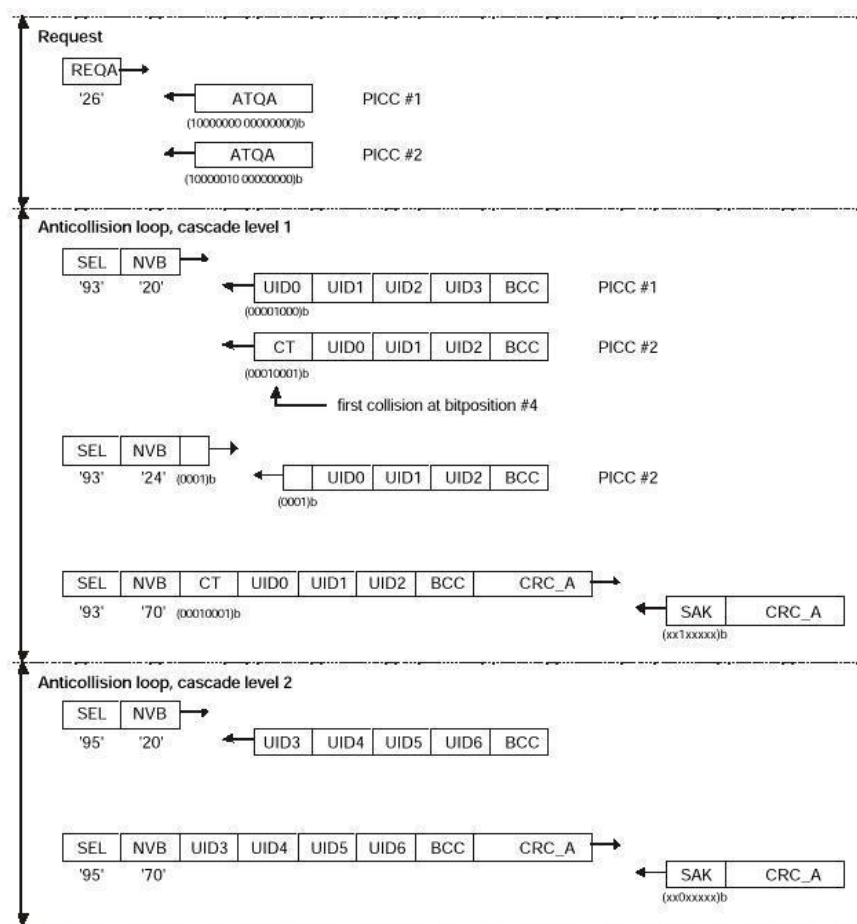 Request
REQA
'26'
ATQA PICC #1
(10000000 00000000)b
ATQA PICC #2
(10000010 00000000)b
Anticollision loop, cascade level 1
SEL NVB
'93' '20'
UID0 UID1 UID2 UID3 BCC PICC #1
(00001000)b
CT UID0 UID1 UID2 BCC PICC #2
(00010001)b
first collision at bitposition #4
SEL NVB
'93' '24' (0001)b
UID0 UID1 UID2 BCC PICC #2
(0001)b
SEL NVB CT UID0 UID1 UID2 BCC CRC_A
'93' '70' (00010001)b
SAK CRC_A
(xx1xxxxx)b
Anticollision loop, cascade level 2
SEL NVB
'95' '20'
UID3 UID4 UID5 UID6 BCC
SEL NVB UID3 UID4 UID5 UID6 BCC CRC_A
'95' '70'
SAK CRC_A
(xx0xxxxx)b